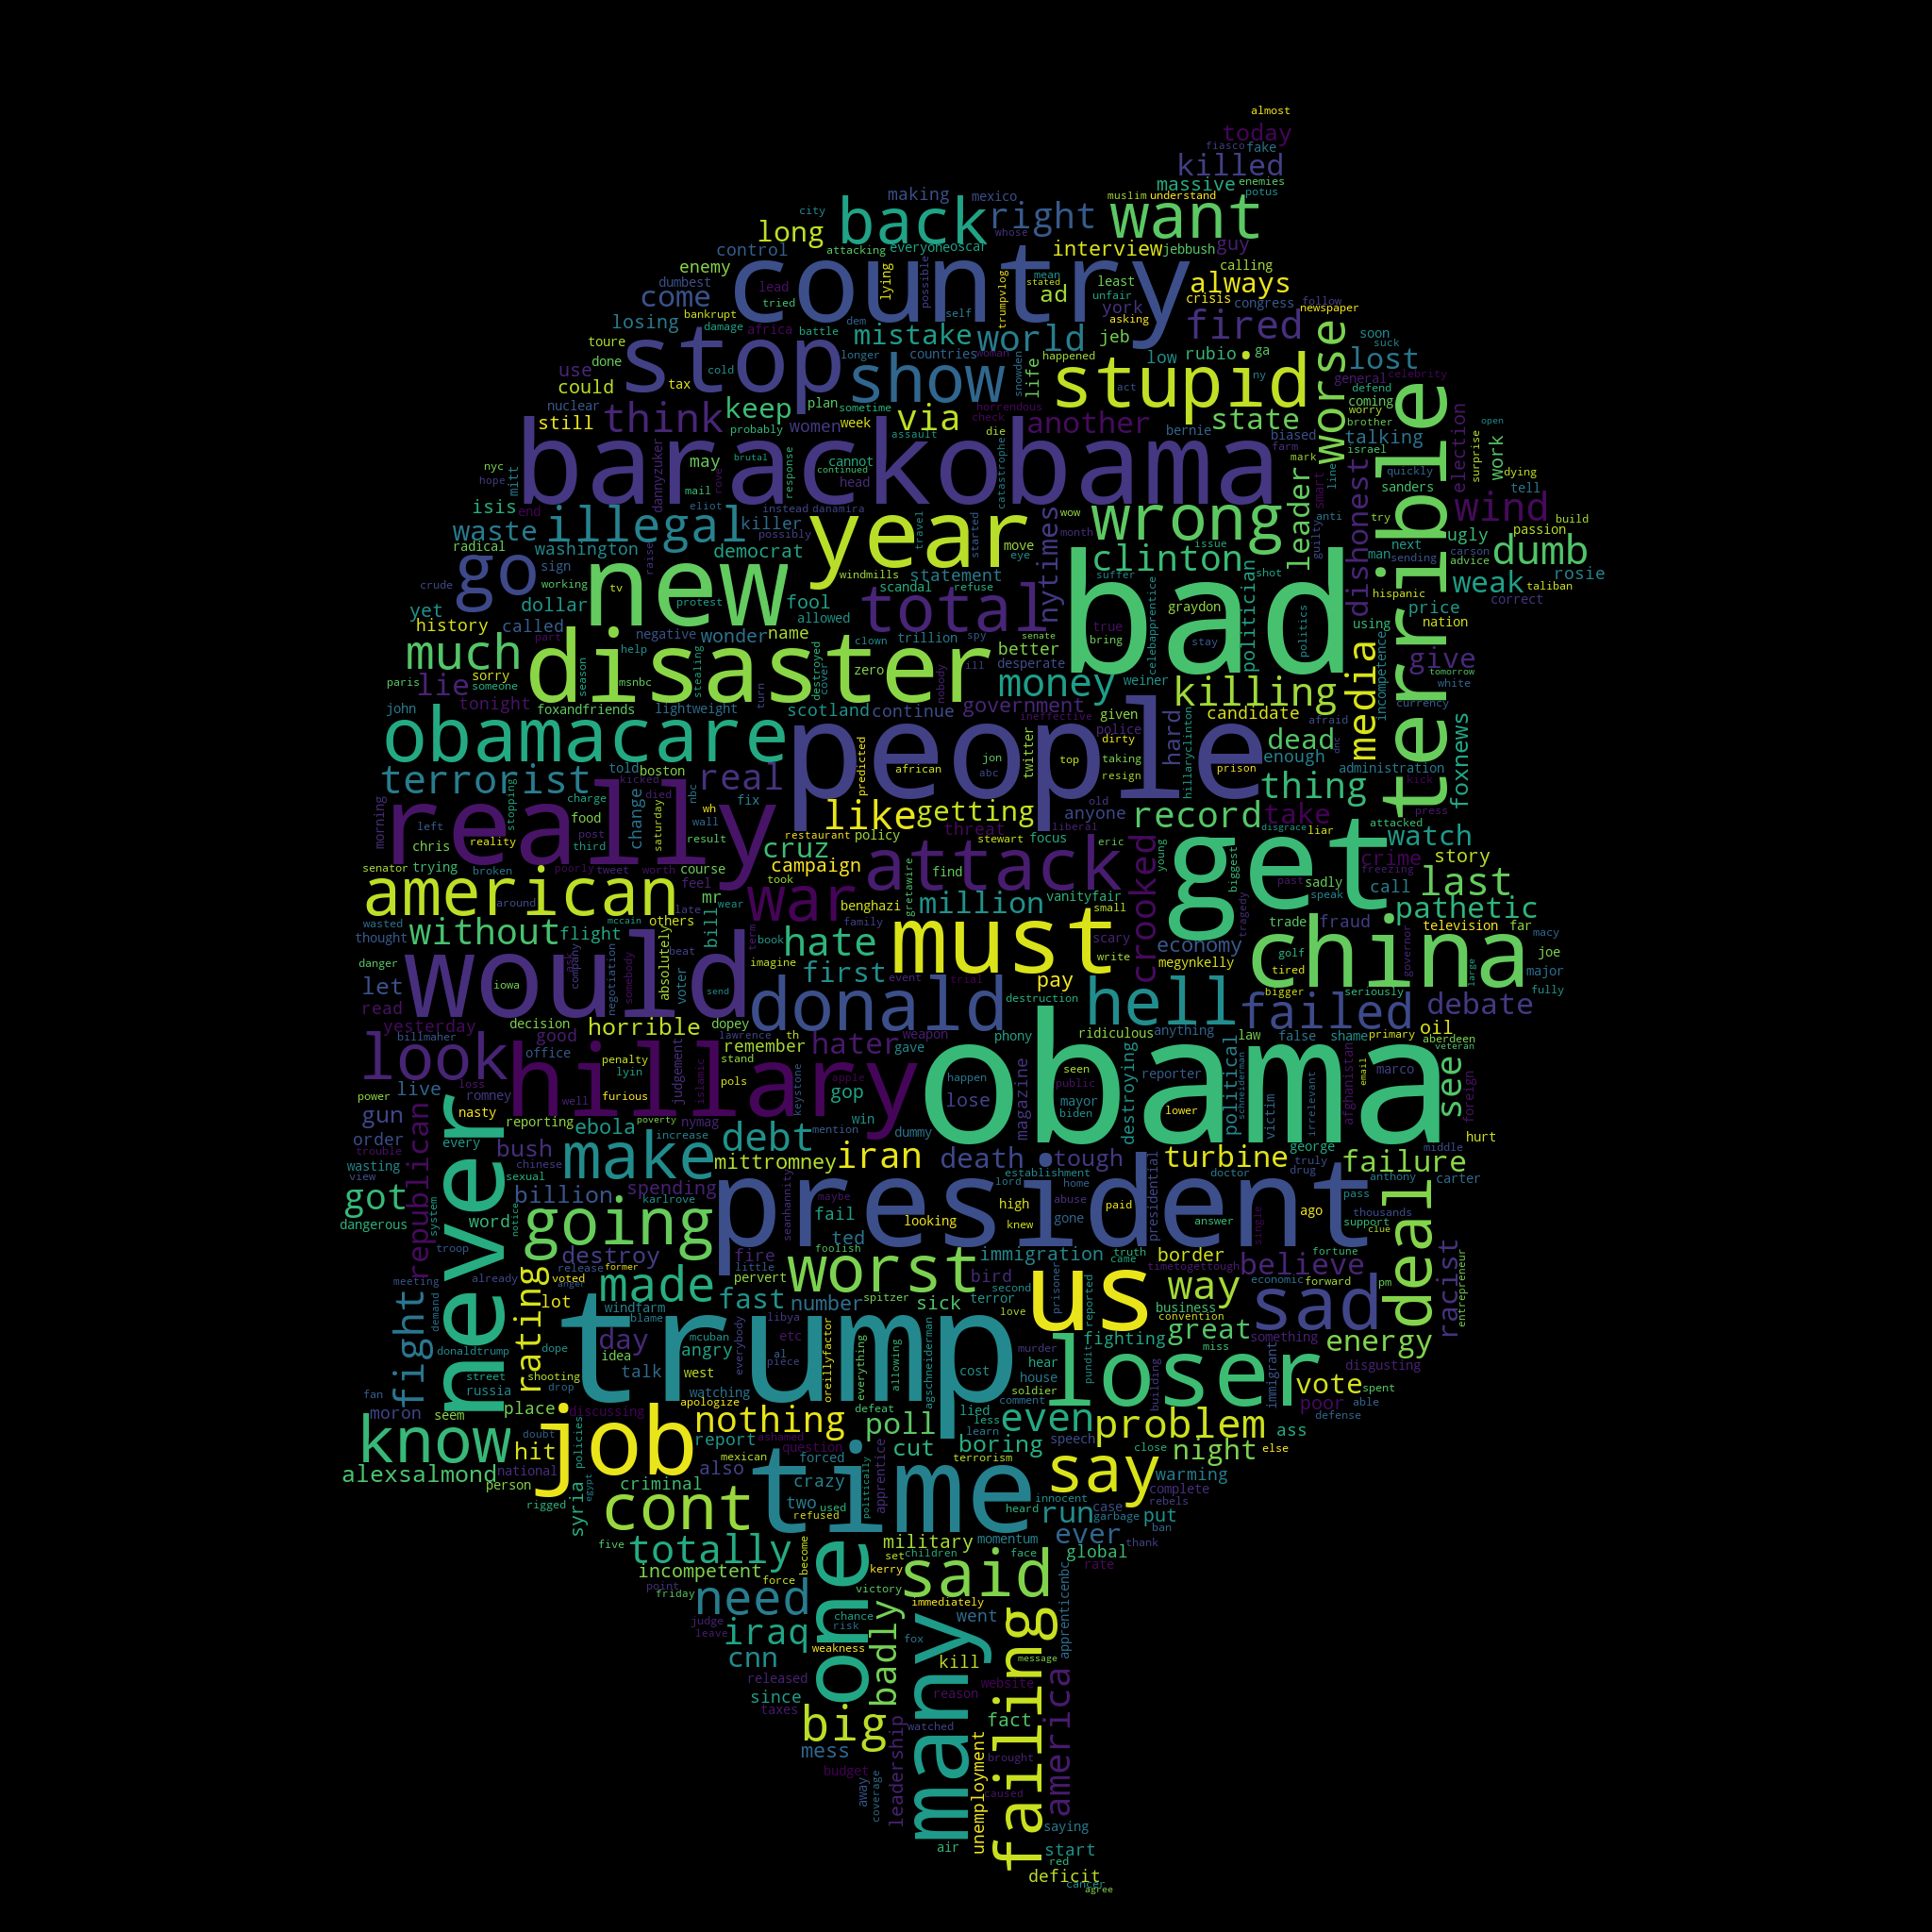 almost
today
fiasco fake
killed
massive enemies
potus
making mexico muslim understand
city back right want
long whose
control attacking everyone oscar interview jebbush guy
enemy country mean calling
dumbest lying possible stated least always
come lead trumpvlog ad unfair crisis congress follow
tried self york newspaper
losing bankrupt damage africa battle dem asking fired
toure stop mistake world jeb worse soon
done longer countries woman happened low rubio ga lost suck
use cold show snowden life stupid ny general celebrity
could tax act defend
nuclear plan horrendous coming
think keep sometime via check another state worry
still probably women week assault die bernie biased talking brother open
barackobama farm israel election work surprise
nyc may cannot mark terrible
hope mitt dannyzuker brutal response continued catastrophe line smart quickly dying
mail rove head leader sanders tell
isis end eliot instead danamira wow wrong dishonest wind passion build
waste illegal killer possibly year month anti try ugly
radical washington democrat travel started move nytimes clinton guilty man next carson dumb
go sign raise eye issue sending advice rosie
crude working new tv windmills statement suffer shot hispanic weak taliban
yet dollar protest fool scandal refuse bad politician price correct
history called allowed total graydon using nation
part negative wonder name clown trillion spy senate true bring stay politics
much help disaster zero destroyed better celebapprentice incompetence
sorry season stealing cover ill desperate weiner media give
lie someone msnbc nobody money killing white tomorrow
paris tonight foxandfriends lightweight turn scotland continue government currency
john ineffective given candidate afraid
obamacare people police hard hillaryclinton dead dnc foxnews
dirty enough
terrorist told boston real predicted african jon twitter top taking thing administration
kicked abc resign prison kick
morning stopping charge change died nbc wh fix old disgrace attacked press
food saturday wall like getting anyone record take liar
left reality post restaurant policy threat liberal watch
chris third result stewart focus eric crooked young
really cruz attack get crime story
senator trying broken poorly tweet worth course campaign find biggest past freezing
american feel mr took war gretawire million vanityfair sadly call last
around mccain late wear benghazi small speak pathetic
wasted others bill family tragedy trade fraud television far macy
thought without flight absolutely beat book hate must scary economy golf governor joe
danger would ask company term imagine first event trial write megynkelly tired china large major
let iowa negotiation somebody voter send donald pay bigger seriously fully
read destruction hell failed debate
yesterday decision horrible dopey lawrence th weapon ridiculous anything law false shame primary oil
billmaher good remember hater phony aberdeen
look office penalty judgement stand gave destroying political reporter schneiderman afghanistan veteran
live loss hillary lyin islamic pols apple happen seen obama marco see foreign
power romney furious keystone gop public mayor lower victim irrelevant email
gun nasty well lose magazine biden
never republican reporting every ebola poverty nymag win
order increase debt mention dummy george hurt
trouble bush make iran death tough turbine truly failure middle
wasting chinese mittromney establishment doctor drug
view sexual spending seanhannity lord home presidential pass anthony carter
got billion karlrove maybe president abuse support thousands
dangerous system word notice going fail looking high knew gone paid answer single ago clue deal
troop destroy foolish ted truth fortune racist
meeting already release former fire worst immigration came border believe
demand anger voted little pervert bird second timetogettough economic forward pm entrepreneur
rating lot made fast number spitzer sick terror us prisoner reported way sad
windfarm blame libya love business
fight day mcuban everybody etc convention great energy
donaldtrump dope idea angry al piece oreillyfactor trump murder fighting something miss
street shooting talk west everything allowing agschneiderman cost hear pundit loser immigrant disgusting
russia drop watching house building vote
fan apologize soldier spent
moron seem place discussing nothing defeat lied comment even problem poor able
know doubt ashamed poll less learn ass defense
job hit report question cut boring speech close night else
alexsalmond national policies mexican also forced terrorism say warming
person criminal crazy politically apprentice complete
rigged egypt syria cont two used time innocent case rebels
refused heard run garbage put
five totally military momentum ever ban thank
become one set children face global rate
incompetent force kerry
point friday need victory said
judge immediately
leave iraq chance badly many went failing apprenticenbc
risk
cnn weakness fox message
released kill america
since reason website
taxes big leadership watched fact
mess unemployment brought
budget away coverage caused
saying
air start
red
deficit
cancer
agree